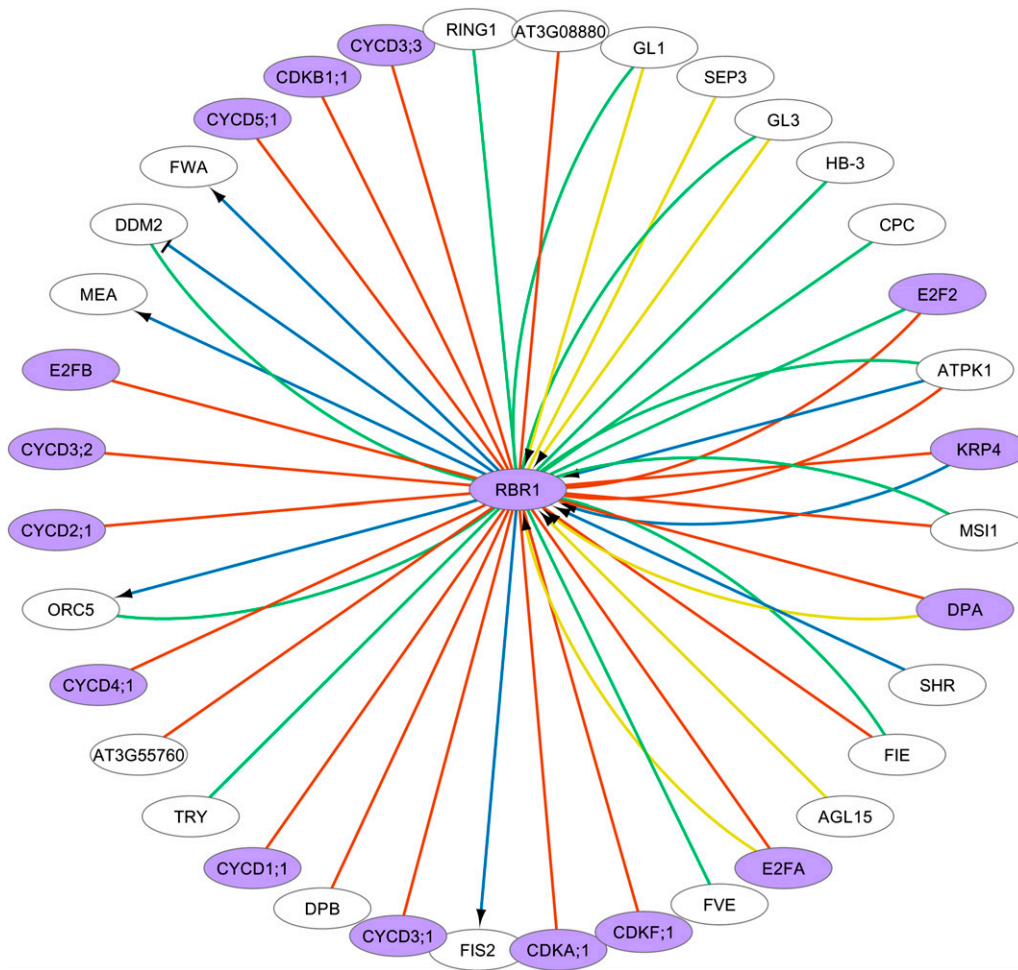 RING1
AT3G08880
CYCD3;3
GL1
CDKB1;1
SEP3
CYCD5;1
GL3
FWA
HB-3
DDM2
CPC
MEA
E2F2
E2FB
ATPK1
CYCD3;2
KRP4
RBR1
CYCD2;1
MSI1
ORC5
DPA
CYCD4;1
SHR
AT3G55760
FIE
TRY
AGL15
CYCD1;1
E2FA
DPB
FVE
CYCD3;1
CDKF;1
FIS2
CDKA;1